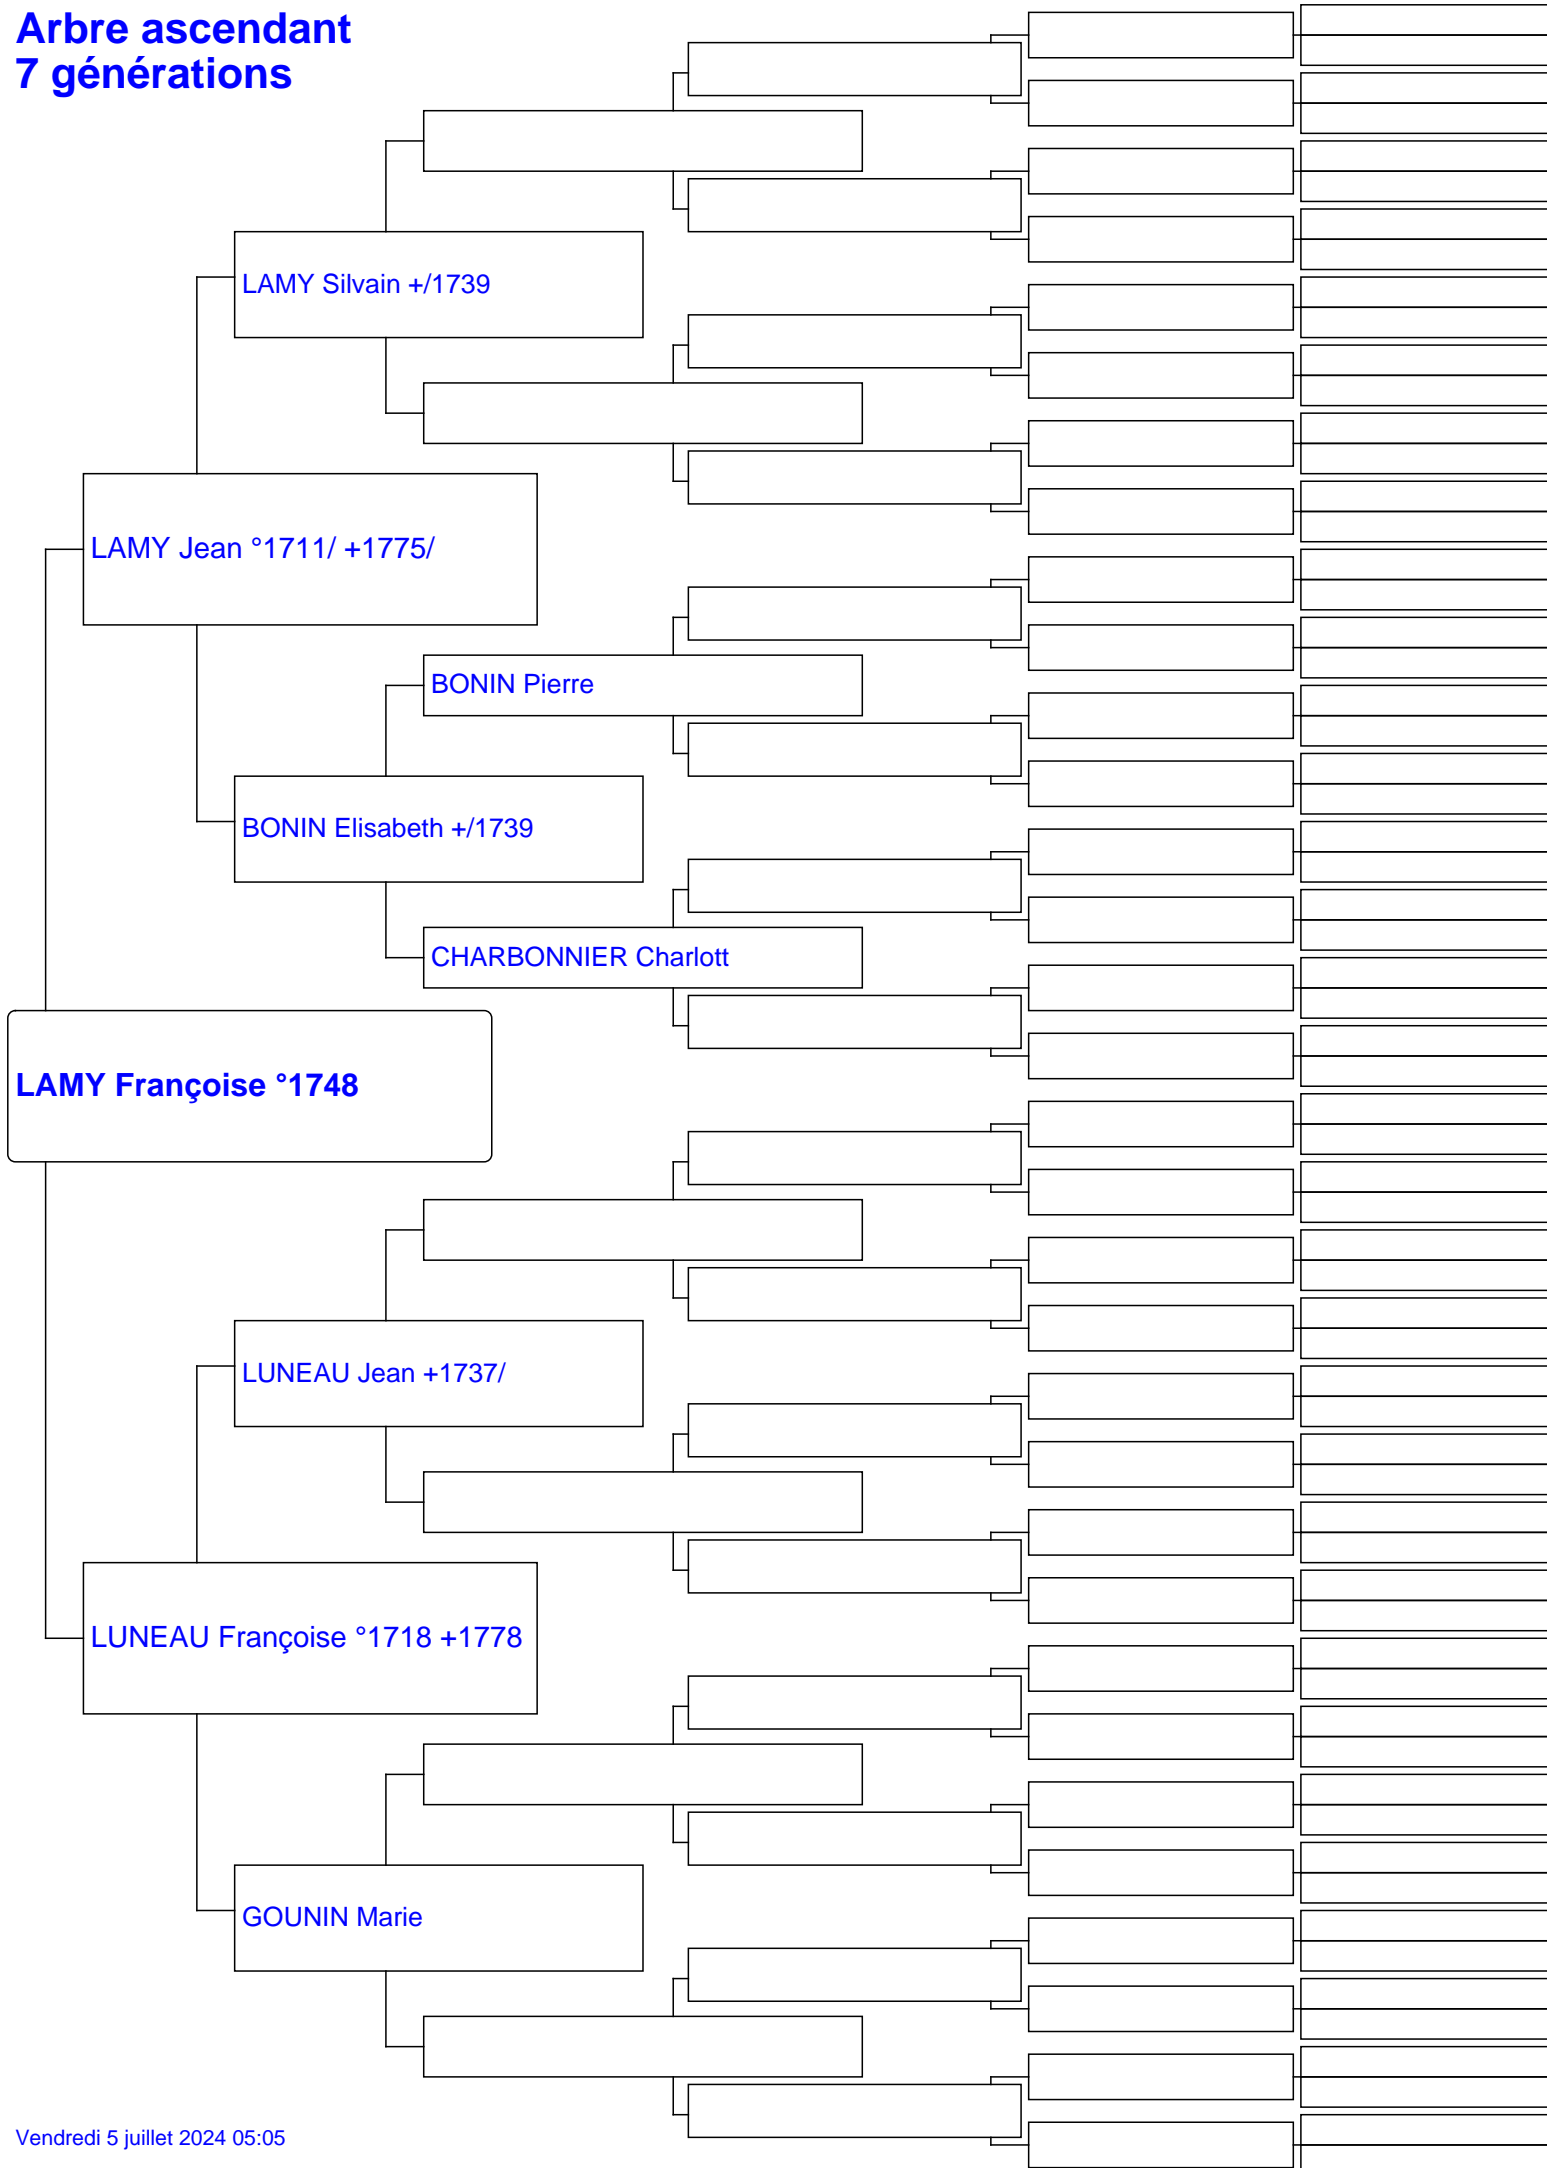 Arbre ascendant
7 générations
LAMY Silvain +/1739
LAMY Jean °1711/ +1775/
BONIN Pierre
BONIN Elisabeth +/1739
CHARBONNIER Charlott
LAMY Françoise °1748
LUNEAU Jean +1737/
LUNEAU Françoise °1718 +1778
GOUNIN Marie
Vendredi 5 juillet 2024 05:05